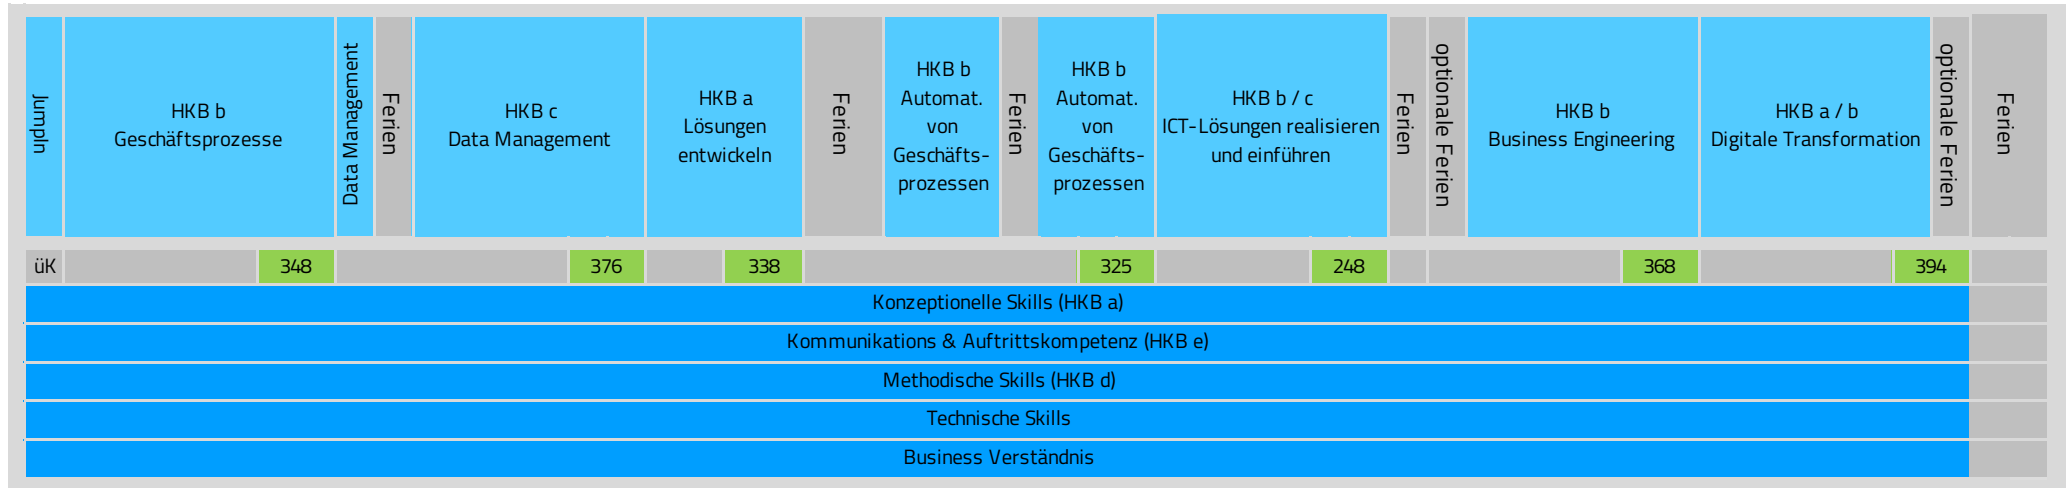 JumpIn
HKB b
Geschäftsprozesse
Data Management
Ferien
HKB c
Data Management
HKB a
Lösungen
entwickeln
Ferien
HKB b
Automat.
von
Geschäfts-
prozessen
Ferien
HKB b
Automat.
von
Geschäfts-
prozessen
HKB b / c
ICT-Lösungen realisieren
und einführen
Ferien
optionale Ferien
HKB b
Business Engineering
HKB a / b
Digitale Transformation
optionale Ferien
Ferien
üK
348
376
338
325
248
368
394
Konzeptionelle Skills (HKB a)
Kommunikations & Auftrittskompetenz (HKB e)
Methodische Skills (HKB d)
Technische Skills
Business Verständnis